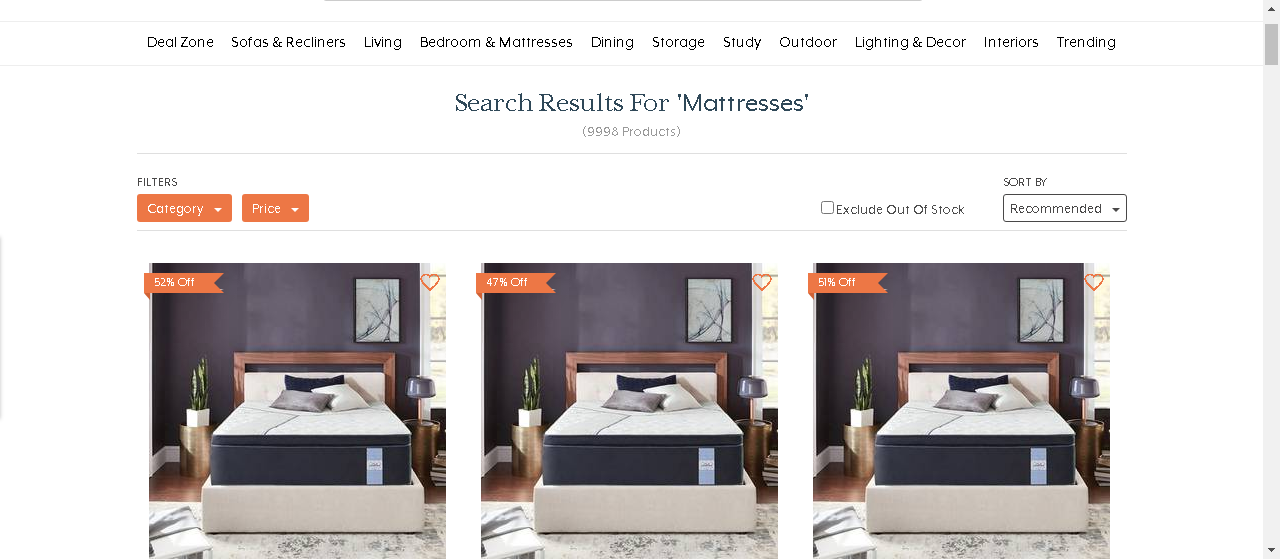 Deal Zone Sofas & Recliners Living Bedroom & Mattresses Dining Storage Study Outdoor Lighting & Decor Interiors Trending
Search Results For 'Mattresses'
(9998 Products)
FILTERS SORT BY
Category Price Exclude Out Of Stock Recommended
52% Off 47% Off 51% Off